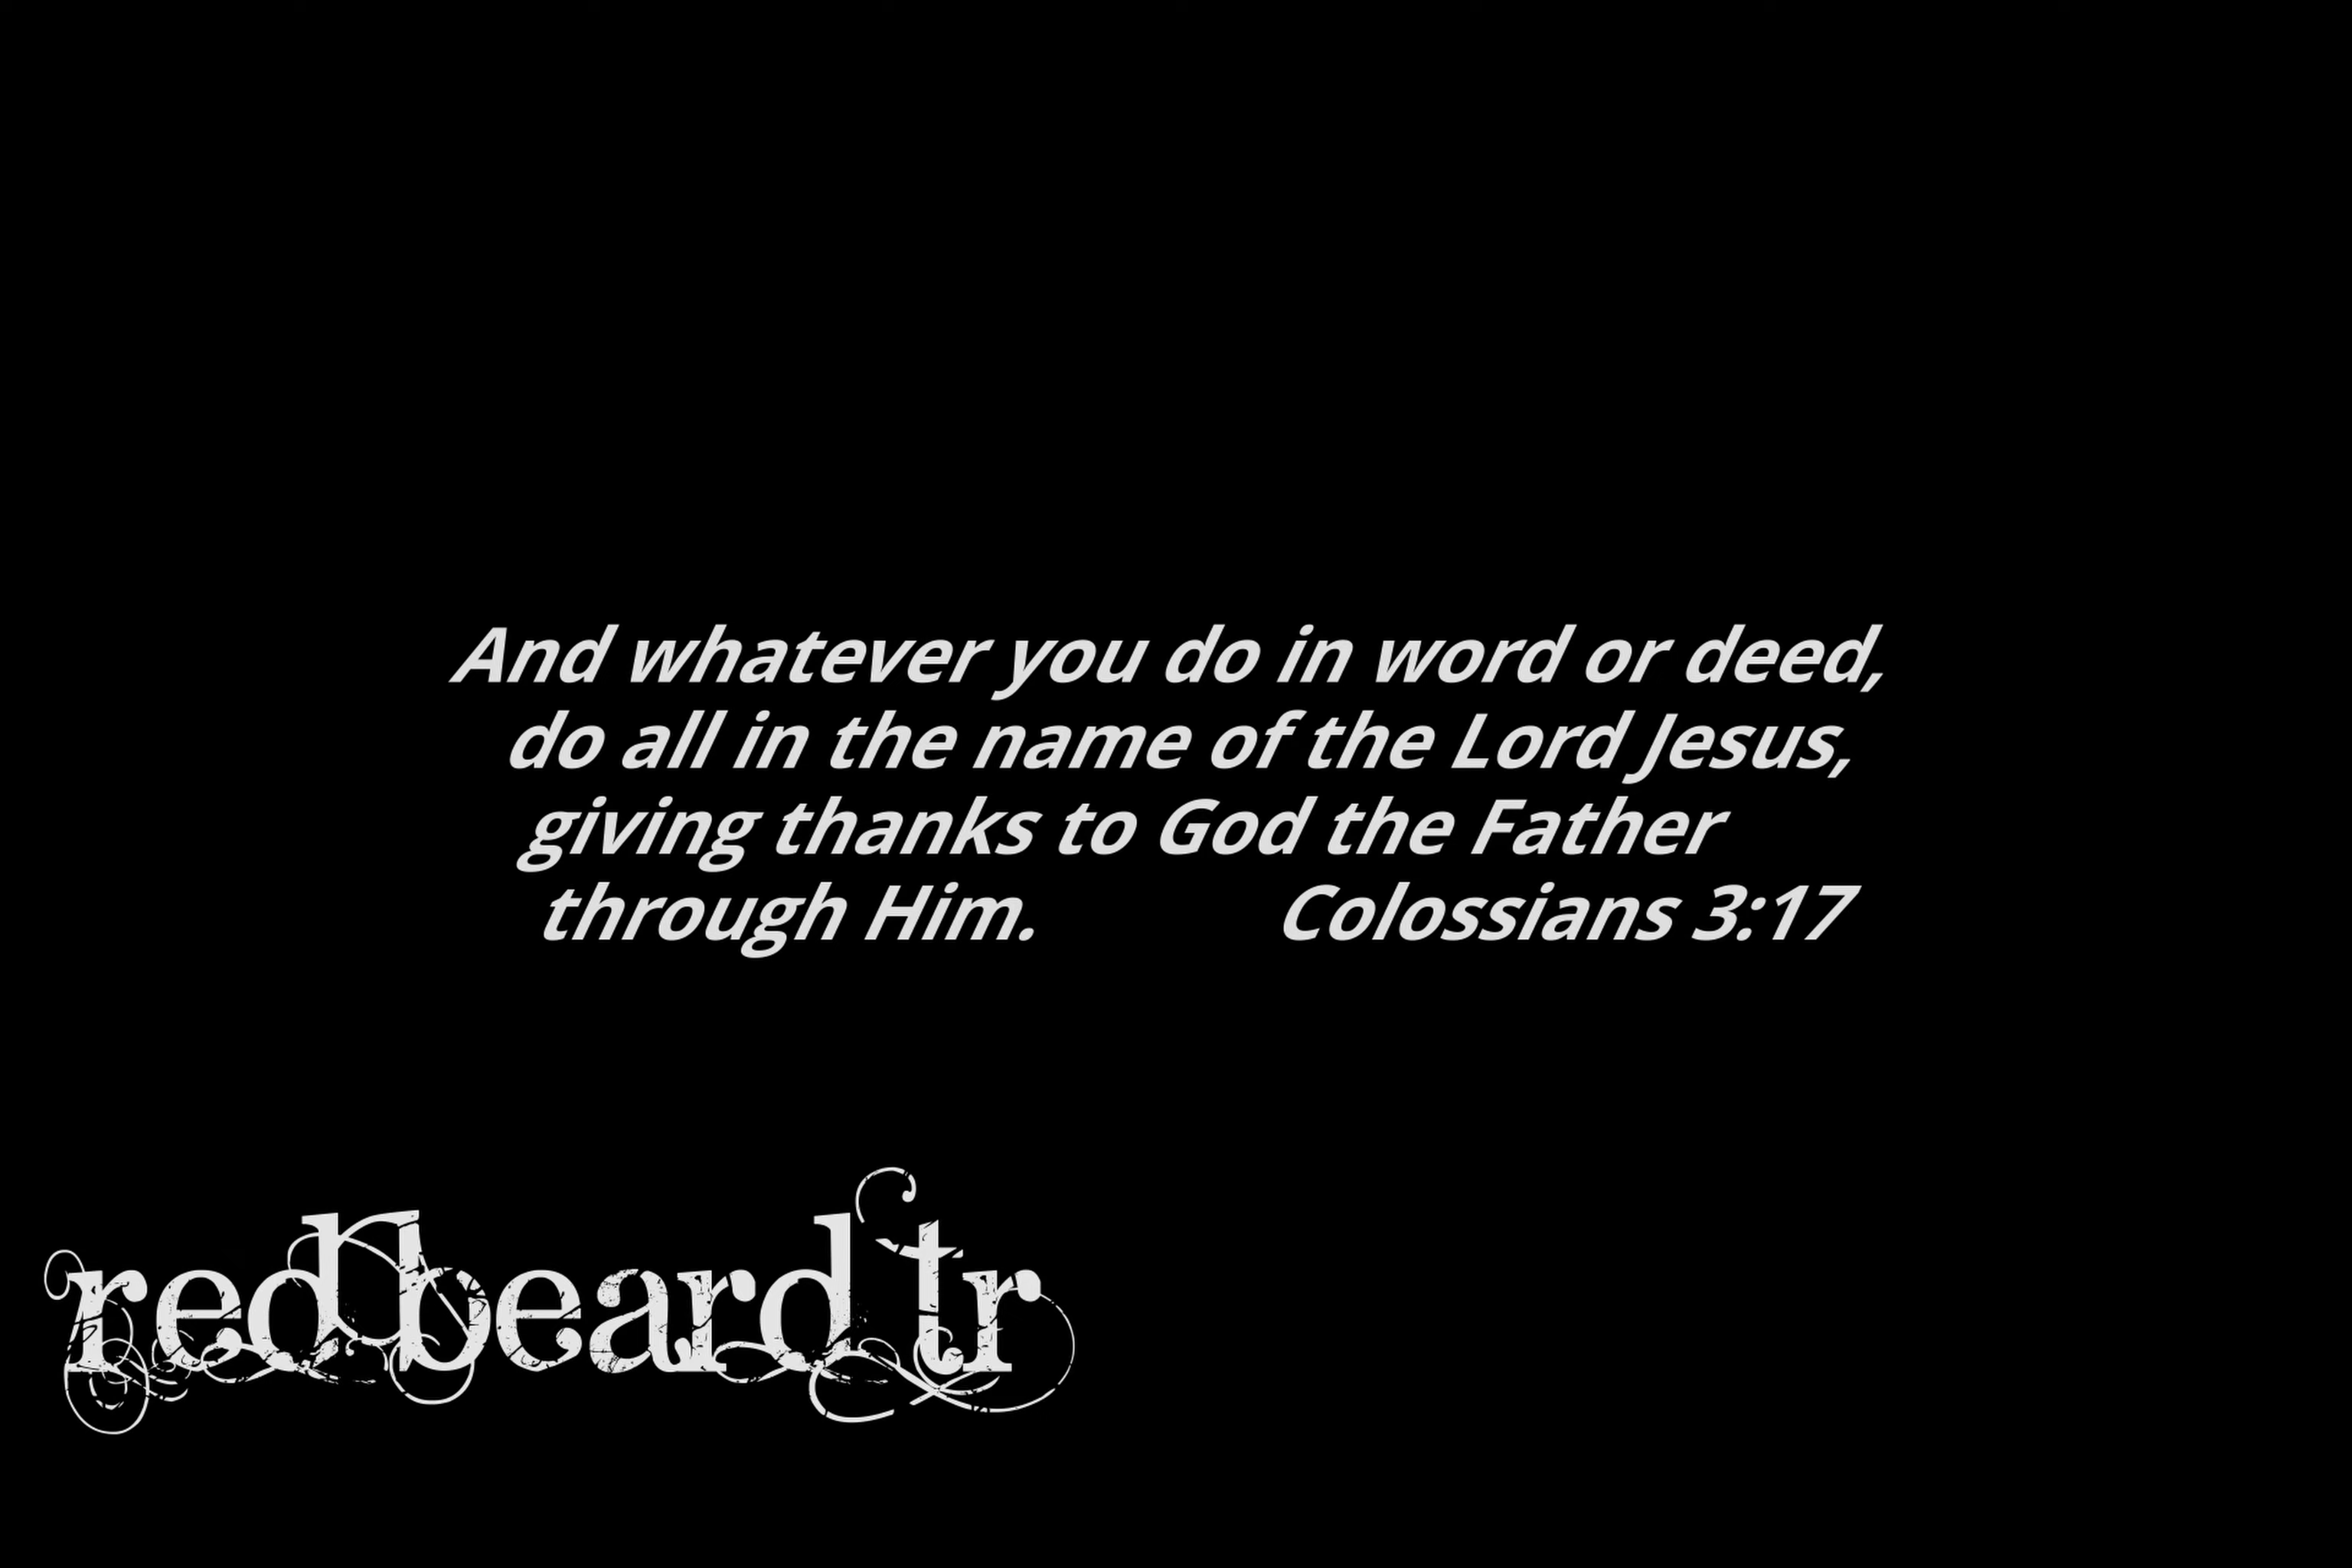 And whatever you do in word or deed,
do all in the name of the Lord Jesus,
giving thanks to God the Father
through Him. Colossians 3:17
redbeard tr